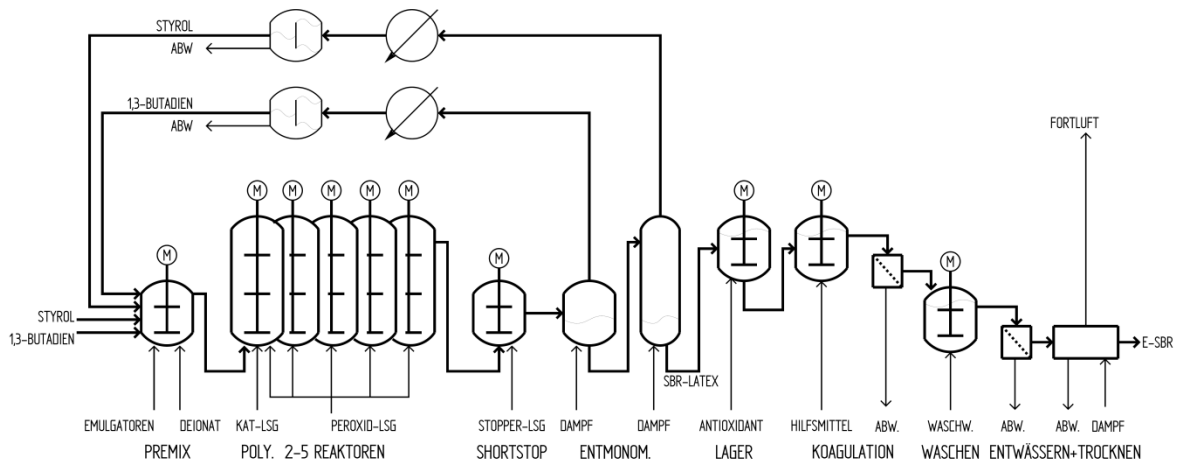 STYROL
ABW
1,3-BUTADIEN
ABW
FORTLUFT
M
M
M
M
M
M
M
M
M
M
STYROL
1,3-BUTADIEN
SBR-LATEX
E-SBR
EMULGATOREN
DEIONAT
KAT-LSG
PEROXID-LSG
STOPPER-LSG
DAMPF
DAMPF
ANTIOXIDANT
HILFSMITTEL
ABW.
WASCHW.
ABW.
ABW.
DAMPF
PREMIX
POLY. 2-5 REAKTOREN
SHORTSTOP
ENTMONOM.
LAGER
KOAGULATION
WASCHEN
ENTWÄSSERN+TROCKNEN